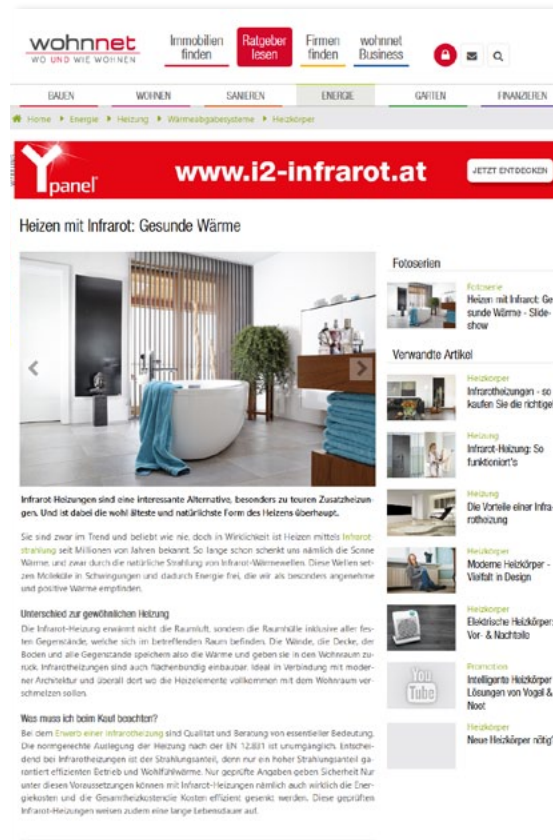 wohnnet
WO UND WIE WOHNEN
Immobilien
finden
Ratgeber
lesen
Firmen
finden
wohnnet
Business
BAUEN
WOHNEN
SANIEREN
ENERGIE
GARTEN
FINANZIEREN
Home Energie Heizung Wärmeabgabesysteme Heizkörper
Ypanel
www.i2-infrarot.at
JETZT ENTDECKEN
Heizen mit Infrarot: Gesunde Wärme
Infrarot-Heizungen sind eine interessante Alternative, besonders zu teuren Zusatzheizun-
gen. Und ist dabei die wohl älteste und natürlichste Form des Heizens überhaupt.
Sie sind zwar im Trend und beliebt wie nie, doch in Wirklichkeit ist Heizen mittels Infrarot-
strahlung seit Millionen von Jahren bekannt. So lange schon schenkt uns nämlich die Sonne
Wärme, und zwar durch die natürliche Strahlung von Infrarot-Wärmewellen. Diese Wellen set-
zen Moleküle in Schwingungen und dadurch Energie frei, die wir als besonders angenehme
und positive Wärme empfinden.
Unterschied zur gewöhnlichen Heizung
Die Infrarot-Heizung erwärmt nicht die Raumluft, sondern die Raumhülle inklusive aller fes-
ten Gegenstände, welche sich im betreffenden Raum befinden. Die Wände, die Decke, der
Boden und alle Gegenstände speichern also die Wärme und geben sie in den Wohnraum zu-
rück. Infrarotheizungen sind auch flächenbündig einbaubar. Ideal in Verbindung mit moder-
ner Architektur und überall dort wo die Heizelemente vollkommen mit dem Wohnraum ver-
schmelzen sollen.
Was muss ich beim Kauf beachten?
Bei dem Erwerb einer Infrarotheizung sind Qualität und Beratung von essentieller Bedeutung.
Die normgerechte Auslegung der Heizung nach der EN 12.831 ist unumgänglich. Entschei-
dend bei Infrarotheizungen ist der Strahlungsanteil, denn nur ein hoher Strahlungsanteil ga-
rantiert effizienten Betrieb und Wohlfühlwärme. Nur geprüfte Angaben geben Sicherheit Nur
unter diesen Voraussetzungen können mit Infrarot-Heizungen nämlich auch wirklich die Ener-
giekosten und die Gesamtheizkosten die Kosten effizient gesenkt werden. Diese geprüften
Infrarot-Heizungen weisen zudem eine lange Lebensdauer auf.
Fotoserien
Fotoserie
Heizen mit Infrarot: Ge
sunde Wärme - Slide-
show
Verwandte Artikel
Heizkörper
Infrarotheizungen - so
kaufen Sie die richtige!
Heizung
Infrarot-Heizung: So
funktioniert's
Heizung
Die Vorteile einer Infra-
rotheizung
Heizkörper
Moderne Heizkörper -
Vielfalt in Design
Heizkörper
Elektrische Heizkörper:
Vor- & Nachteile
You
Tube
Promotion
Intelligente Heizkörper
Lösungen von Vogel &
Noot
Heizkörper
Neue Heizkörper nötig?